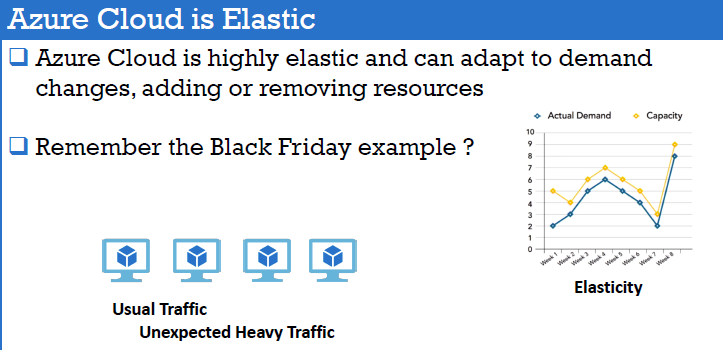 Azure Cloud is Elastic
Azure Cloud is highly elastic and can adapt to demand
changes, adding or removing resources
Remember the Black Friday example ?
Actual Demand Capacity
10
9
8
7
6
5
4
3
2
1
0
Week 1 Week 2 Week 3 Week 4 Week 5 Week 6 Week 7 Week 8
Elasticity
Usual Traffic
Unexpected Heavy Traffic